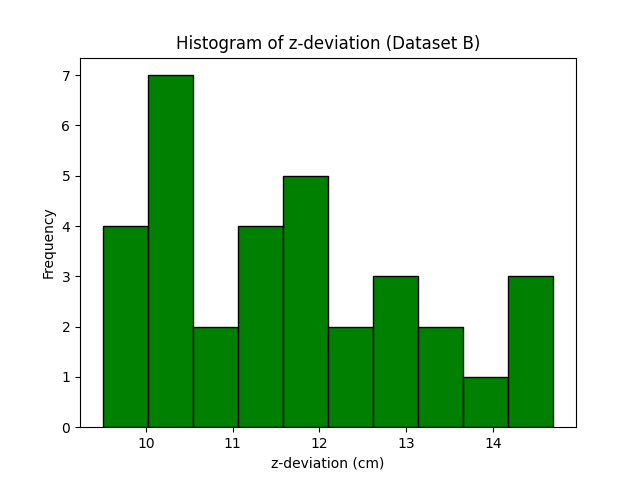 Histogram of z-deviation (Dataset B)
7
6
5
4
3
2
1
0
Frequency
10 11 12 13 14
z-deviation (cm)